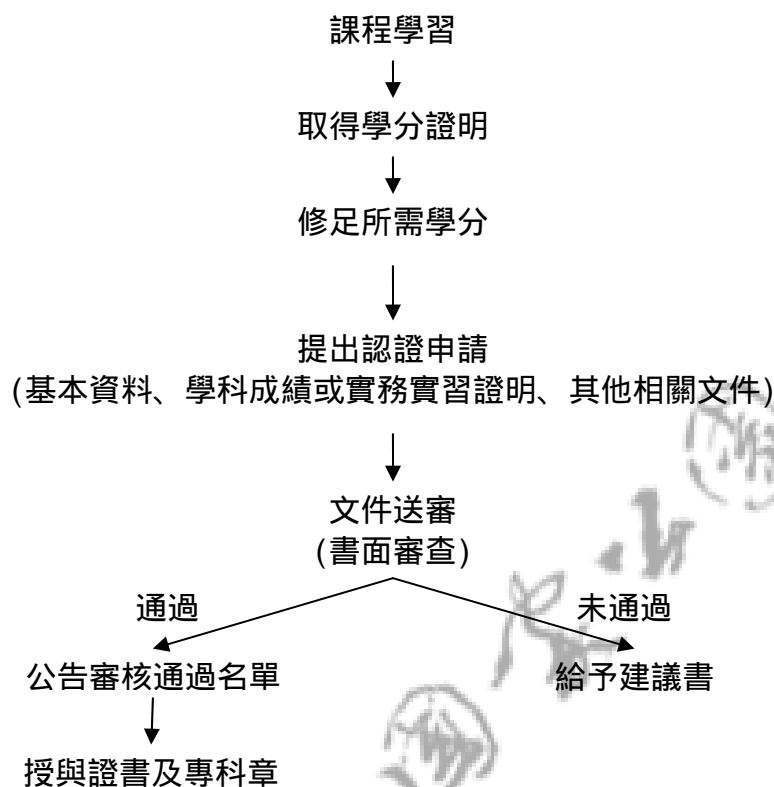 課程學習
取得學分證明
修足所需學分
提出認證申請
(基本資料、學科成績或實務實習證明、其他相關文件)
文件送審
(書面審查)
通過
未通過
公告審核通過名單
給予建議書
授與證書及專科章